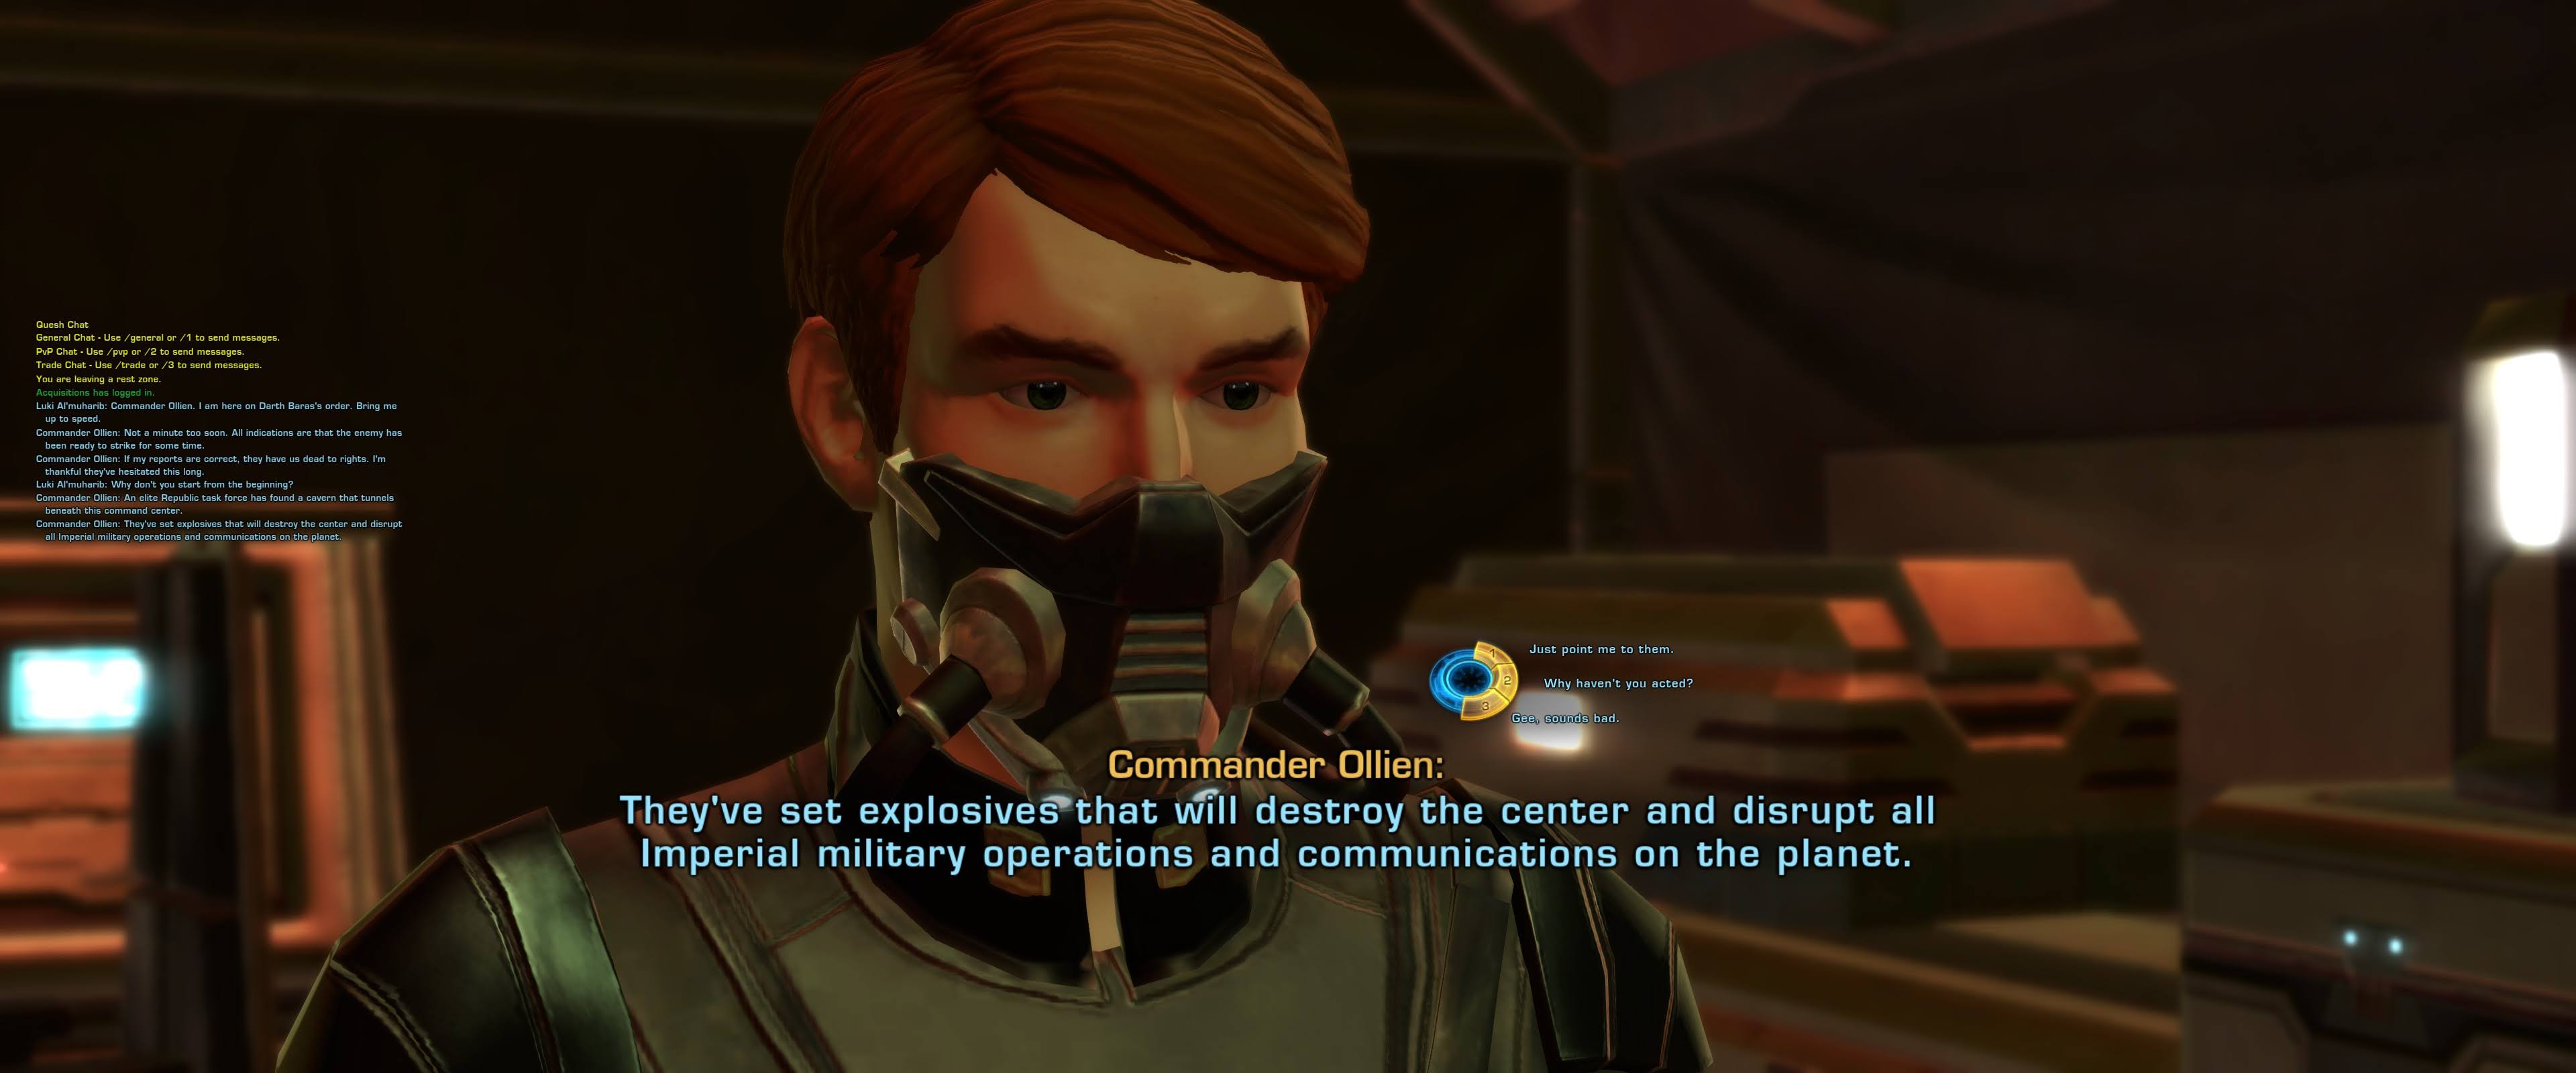 Quesh Chat
General Chat - Use /general or /1 to send messages.
PvP Chat - Use /pvp or /2 to send messages.
Trade Chat - Use /trade or /3 to send messages.
You are leaving a rest zone.
Acquisitions has logged in.
Luki Al'muharib: Commander Ollien. I am here on Darth Baras's order. Bring me
up to speed.
Commander Ollien: Not a minute too soon. All indications are that the enemy has
been ready to strike for some time.
Commander Ollien: If my reports are correct, they have us dead to rights. I'm
thankful they've hesitated this long.
Luki Al'muharib: Why don't you start from the beginning?
Commander Ollien: An elite Republic task force has found a cavern that tunnels
beneath this command center.
Commander Ollien: They've set explosives that will destroy the center and disrupt
all Imperial military operations and communications on the planet.
1 Just point me to them.
2 Why haven't you acted?
3 Gee, sounds bad.
Commander Ollien:
They've set explosives that will destroy the center and disrupt all
Imperial military operations and communications on the planet.